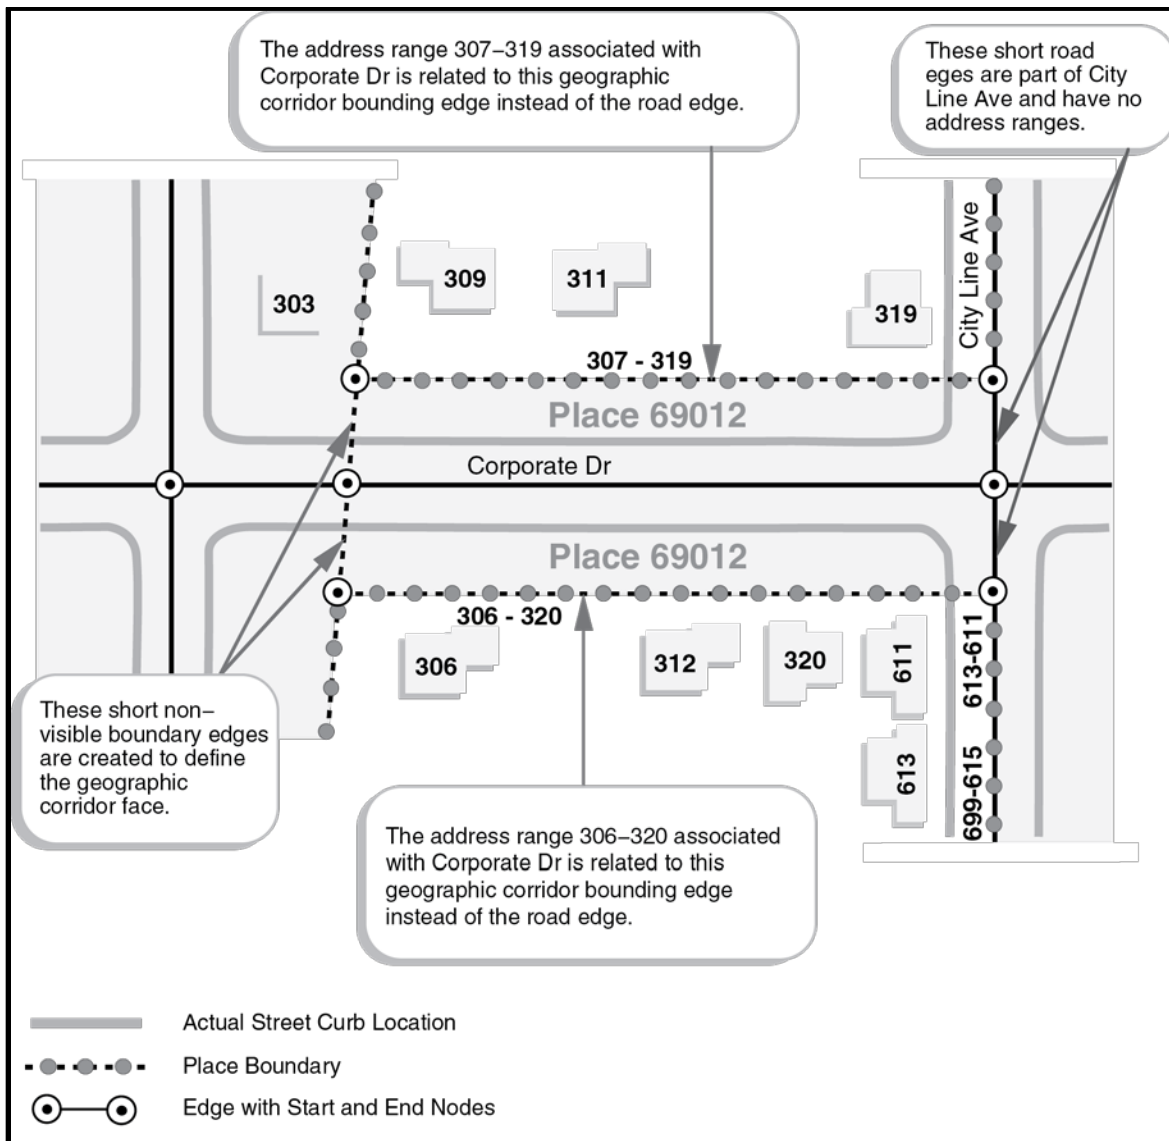 The address range 307–319 associated with
Corporate Dr is related to this geographic
corridor bounding edge instead of the road edge.
These short road
eges are part of City
Line Ave and have no
address ranges.
City Line Ave
303
309
311
319
307 - 319
Place 69012
Corporate Dr
Place 69012
306 - 320
306
312
320
611
613-611
613
699-615
These short non–
visible boundary edges
are created to define
the geographic
corridor face.
The address range 306–320 associated
with Corporate Dr is related to this
geographic corridor bounding edge
instead of the road edge.
Actual Street Curb Location
Place Boundary
Edge with Start and End Nodes